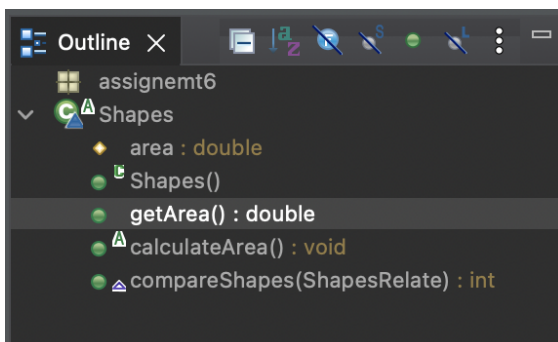 Outline
assignemt6
Shapes
area : double
Shapes()
getArea() : double
calculateArea() : void
compareShapes(ShapesRelate) : int